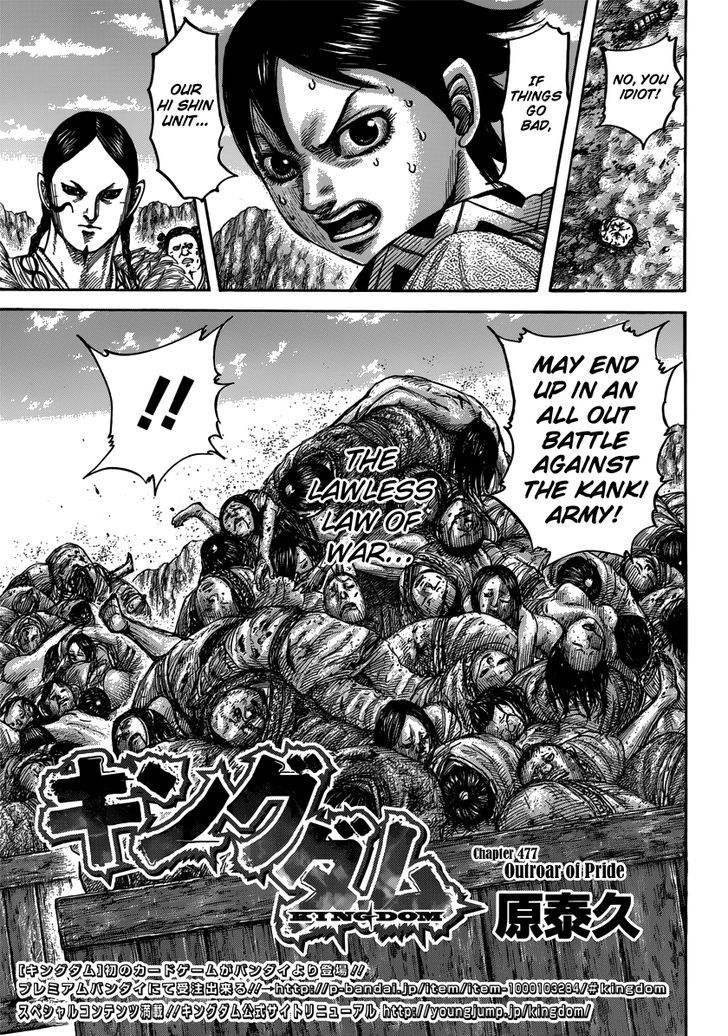 NO, YOU
IDIOT!
IF
THINGS
GO
BAD,
OUR
HI SHIN
UNIT...
MAY END
UP IN AN
ALL OUT
BATTLE
AGAINST
THE KANKI
ARMY!
!!
THE
LAWLESS
LAW OF
WAR...
キングダム
KINGDOM
Chapter 477
Outroar of Pride
原泰久
[キングダム]初のカードゲームがバンダイより登場!!
プレミアムバンダイにて受注出来る!!→http://p-bandai.jp/item/item-1000103284/#kingdom
スペシャルコンテンツ満載!!キングダム公式サイトリニューアル http://youngjump.jp/kingdom/